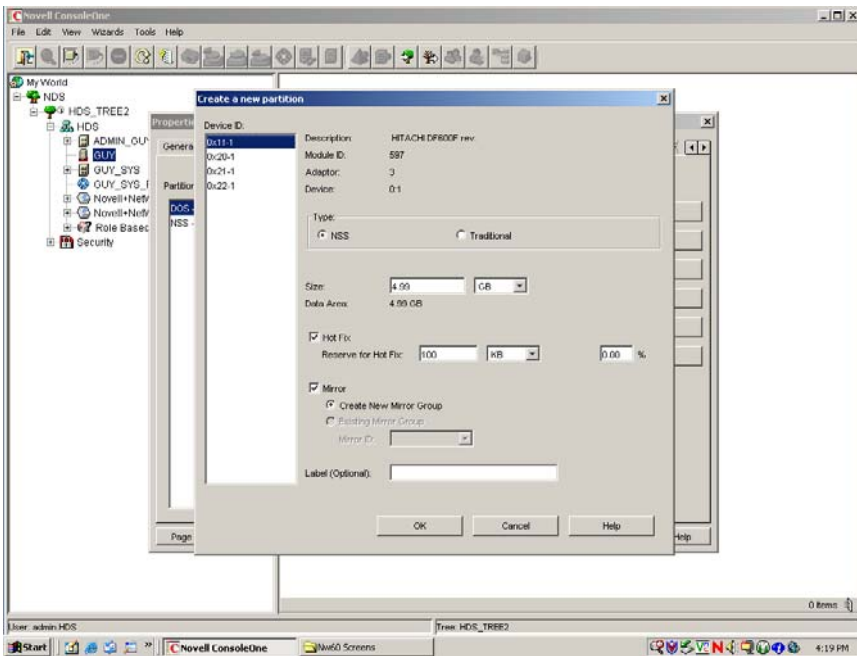 Novell ConsoleOne
File Edit View Wizards Tools Help
My World
NDS
HDS_TREE2
HDS
ADMIN_GU
GUY
GUY_SYS
GUY_SYS_
Novell+Net
Novell+Net
Role Basec
Security
Properti
Genera
Partition
DOS -
NSS -
Page
Help
Create a new partition
Device ID:
0x11-1
0x20-1
0x21-1
0x22-1
Description: HITACHI DF600F rev:
Module ID: 597
Adaptor: 3
Device: 0:1
Type:
NSS Traditional
Size: 4.99 GB
Data Area: 4.99 GB
Hot Fix
Reserve for Hot Fix: 100 KB 0.00 %
Mirror
Create New Mirror Group
Existing Mirror Group
Mirror ID:
Label (Optional):
OK Cancel Help
0 items
User: admin.HDS Tree: HDS_TREE2
Start Novell ConsoleOne Nw60 Screens 4:19 PM